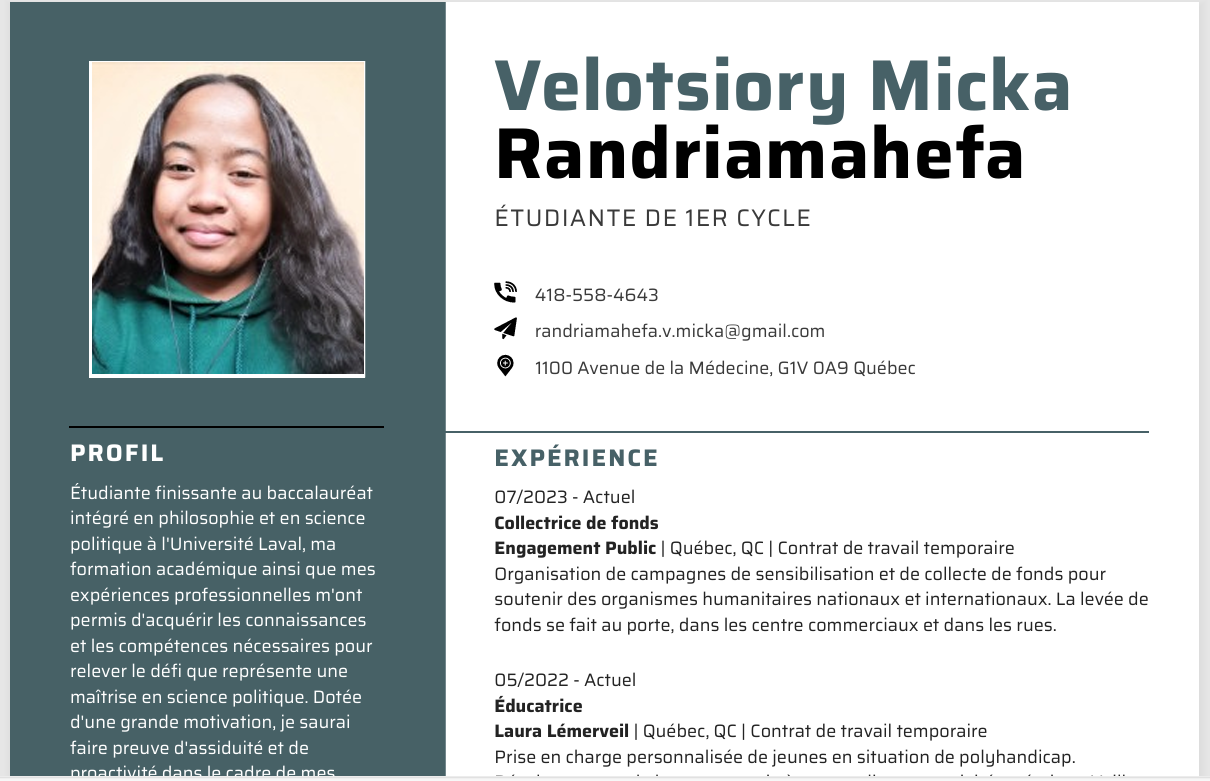 Velotsiory Micka
Randriamahefa
ÉTUDIANTE DE 1ER CYCLE
418-558-4643
randriamahefa.v.micka@gmail.com
1100 Avenue de la Médecine, G1V 0A9 Québec
PROFIL
Étudiante finissante au baccalauréat
intégré en philosophie et en science
politique à l'Université Laval, ma
formation académique ainsi que mes
expériences professionnelles m'ont
permis d'acquérir les connaissances
et les compétences nécessaires pour
relever le défi que représente une
maîtrise en science politique. Dotée
d'une grande motivation, je saurai
faire preuve d'assiduité et de
proactivité dans le cadre de mes
EXPÉRIENCE
07/2023 - Actuel
Collectrice de fonds
Engagement Public | Québec, QC | Contrat de travail temporaire
Organisation de campagnes de sensibilisation et de collecte de fonds pour
soutenir des organismes humanitaires nationaux et internationaux. La levée de
fonds se fait au porte, dans les centre commerciaux et dans les rues.
05/2022 - Actuel
Éducatrice
Laura Lémerveil | Québec, QC | Contrat de travail temporaire
Prise en charge personnalisée de jeunes en situation de polyhandicap.